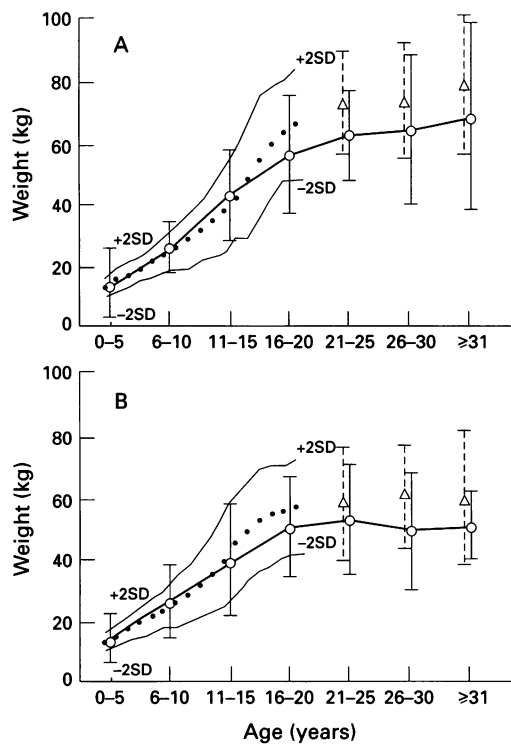 A
Weight (kg)
100
80
60
40
20
0
+2SD
−2SD
+2SD
−2SD
0–5
6–10
11–15
16–20
21–25
26–30
⩾31
B
Weight (kg)
100
80
60
40
20
0
+2SD
−2SD
+2SD
−2SD
0–5
6–10
11–15
16–20
21–25
26–30
⩾31
Age (years)